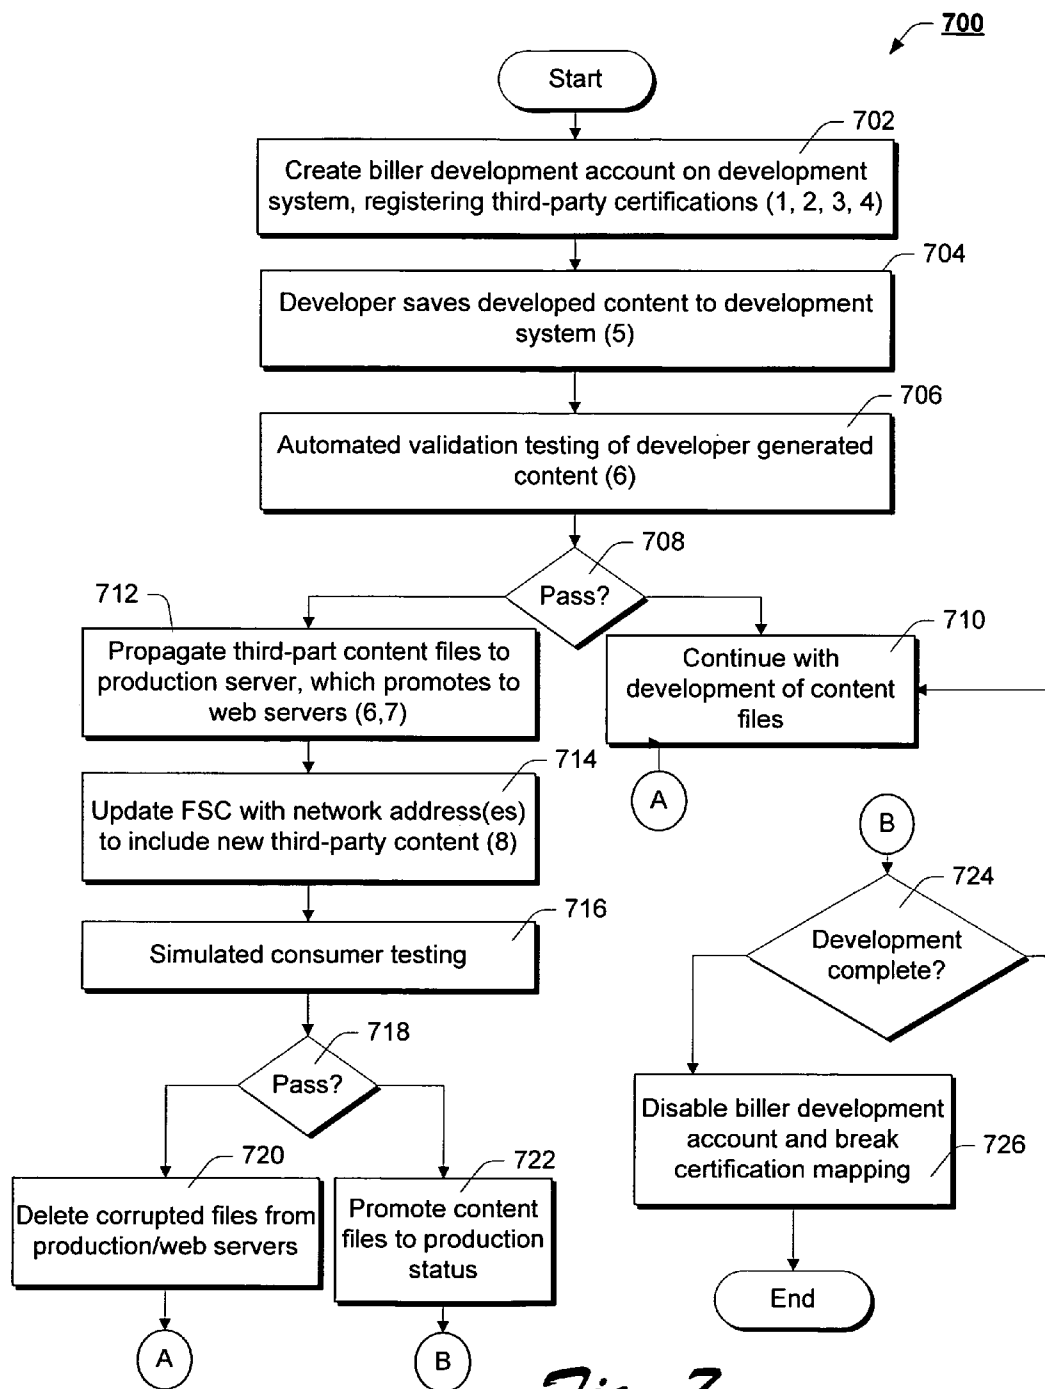 700
Start
702
Create biller development account on development
system, registering third-party certifications (1, 2, 3, 4)
704
Developer saves developed content to development
system (5)
706
Automated validation testing of developer generated
content (6)
708
Pass?
712
Propagate third-part content files to
production server, which promotes to
web servers (6,7)
710
Continue with
development of content
files
A
714
Update FSC with network address(es)
to include new third-party content (8)
B
724
Development
complete?
716
Simulated consumer testing
718
Pass?
Disable biller development
account and break
certification mapping
726
720
Delete corrupted files from
production/web servers
722
Promote content
files to production
status
End
A
B
Fig. 7